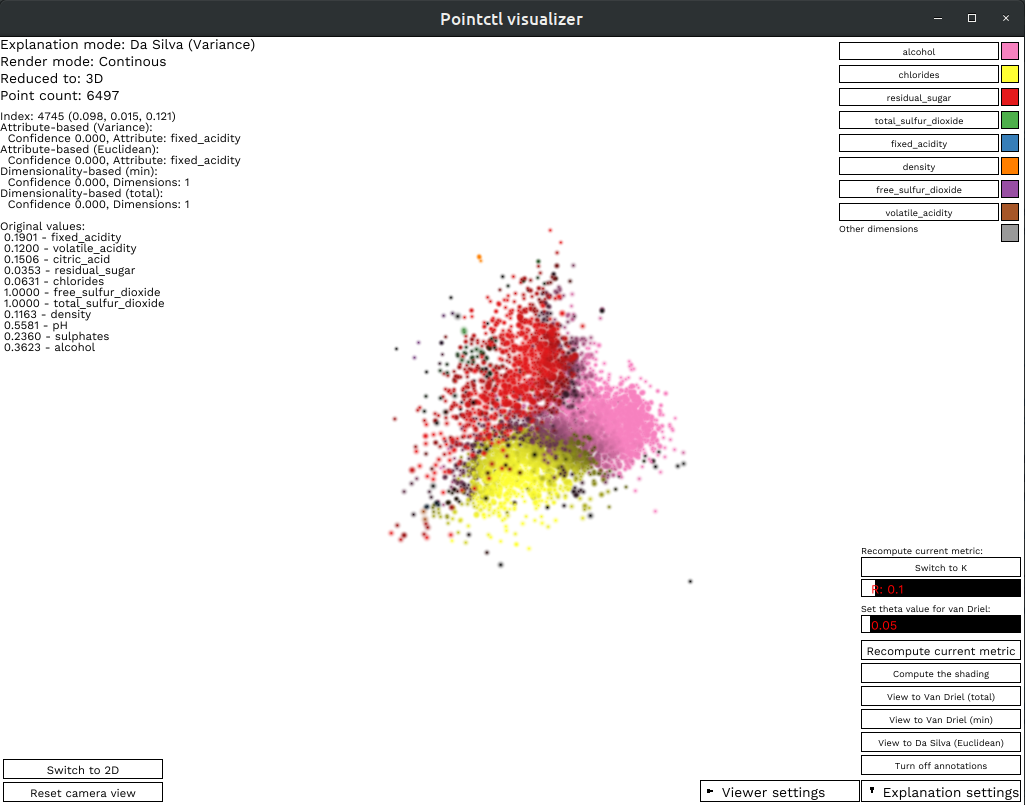 Pointctl visualizer
Explanation mode: Da Silva (Variance)
Render mode: Continous
Reduced to: 3D
Point count: 6497
Index: 4745 (0.098, 0.015, 0.121)
Attribute-based (Variance):
Confidence 0.000, Attribute: fixed_acidity
Attribute-based (Euclidean):
Confidence 0.000, Attribute: fixed_acidity
Dimensionality-based (min):
Confidence 0.000, Dimensions: 1
Dimensionality-based (total):
Confidence 0.000, Dimensions: 1
Original values:
0.1901 - fixed_acidity
0.1200 - volatile_acidity
0.1506 - citric_acid
0.0353 - residual_sugar
0.0631 - chlorides
1.0000 - free_sulfur_dioxide
1.0000 - total_sulfur_dioxide
0.1163 - density
0.5581 - pH
0.2360 - sulphates
0.3623 - alcohol
alcohol
chlorides
residual_sugar
total_sulfur_dioxide
fixed_acidity
density
free_sulfur_dioxide
volatile_acidity
Other dimensions
Recompute current metric:
Switch to K
R: 0.1
Set theta value for van Driel:
0.05
Recompute current metric
Compute the shading
View to Van Driel (total)
View to Van Driel (min)
View to Da Silva (Euclidean)
Turn off annotations
Switch to 2D
Reset camera view
Viewer settings
Explanation settings